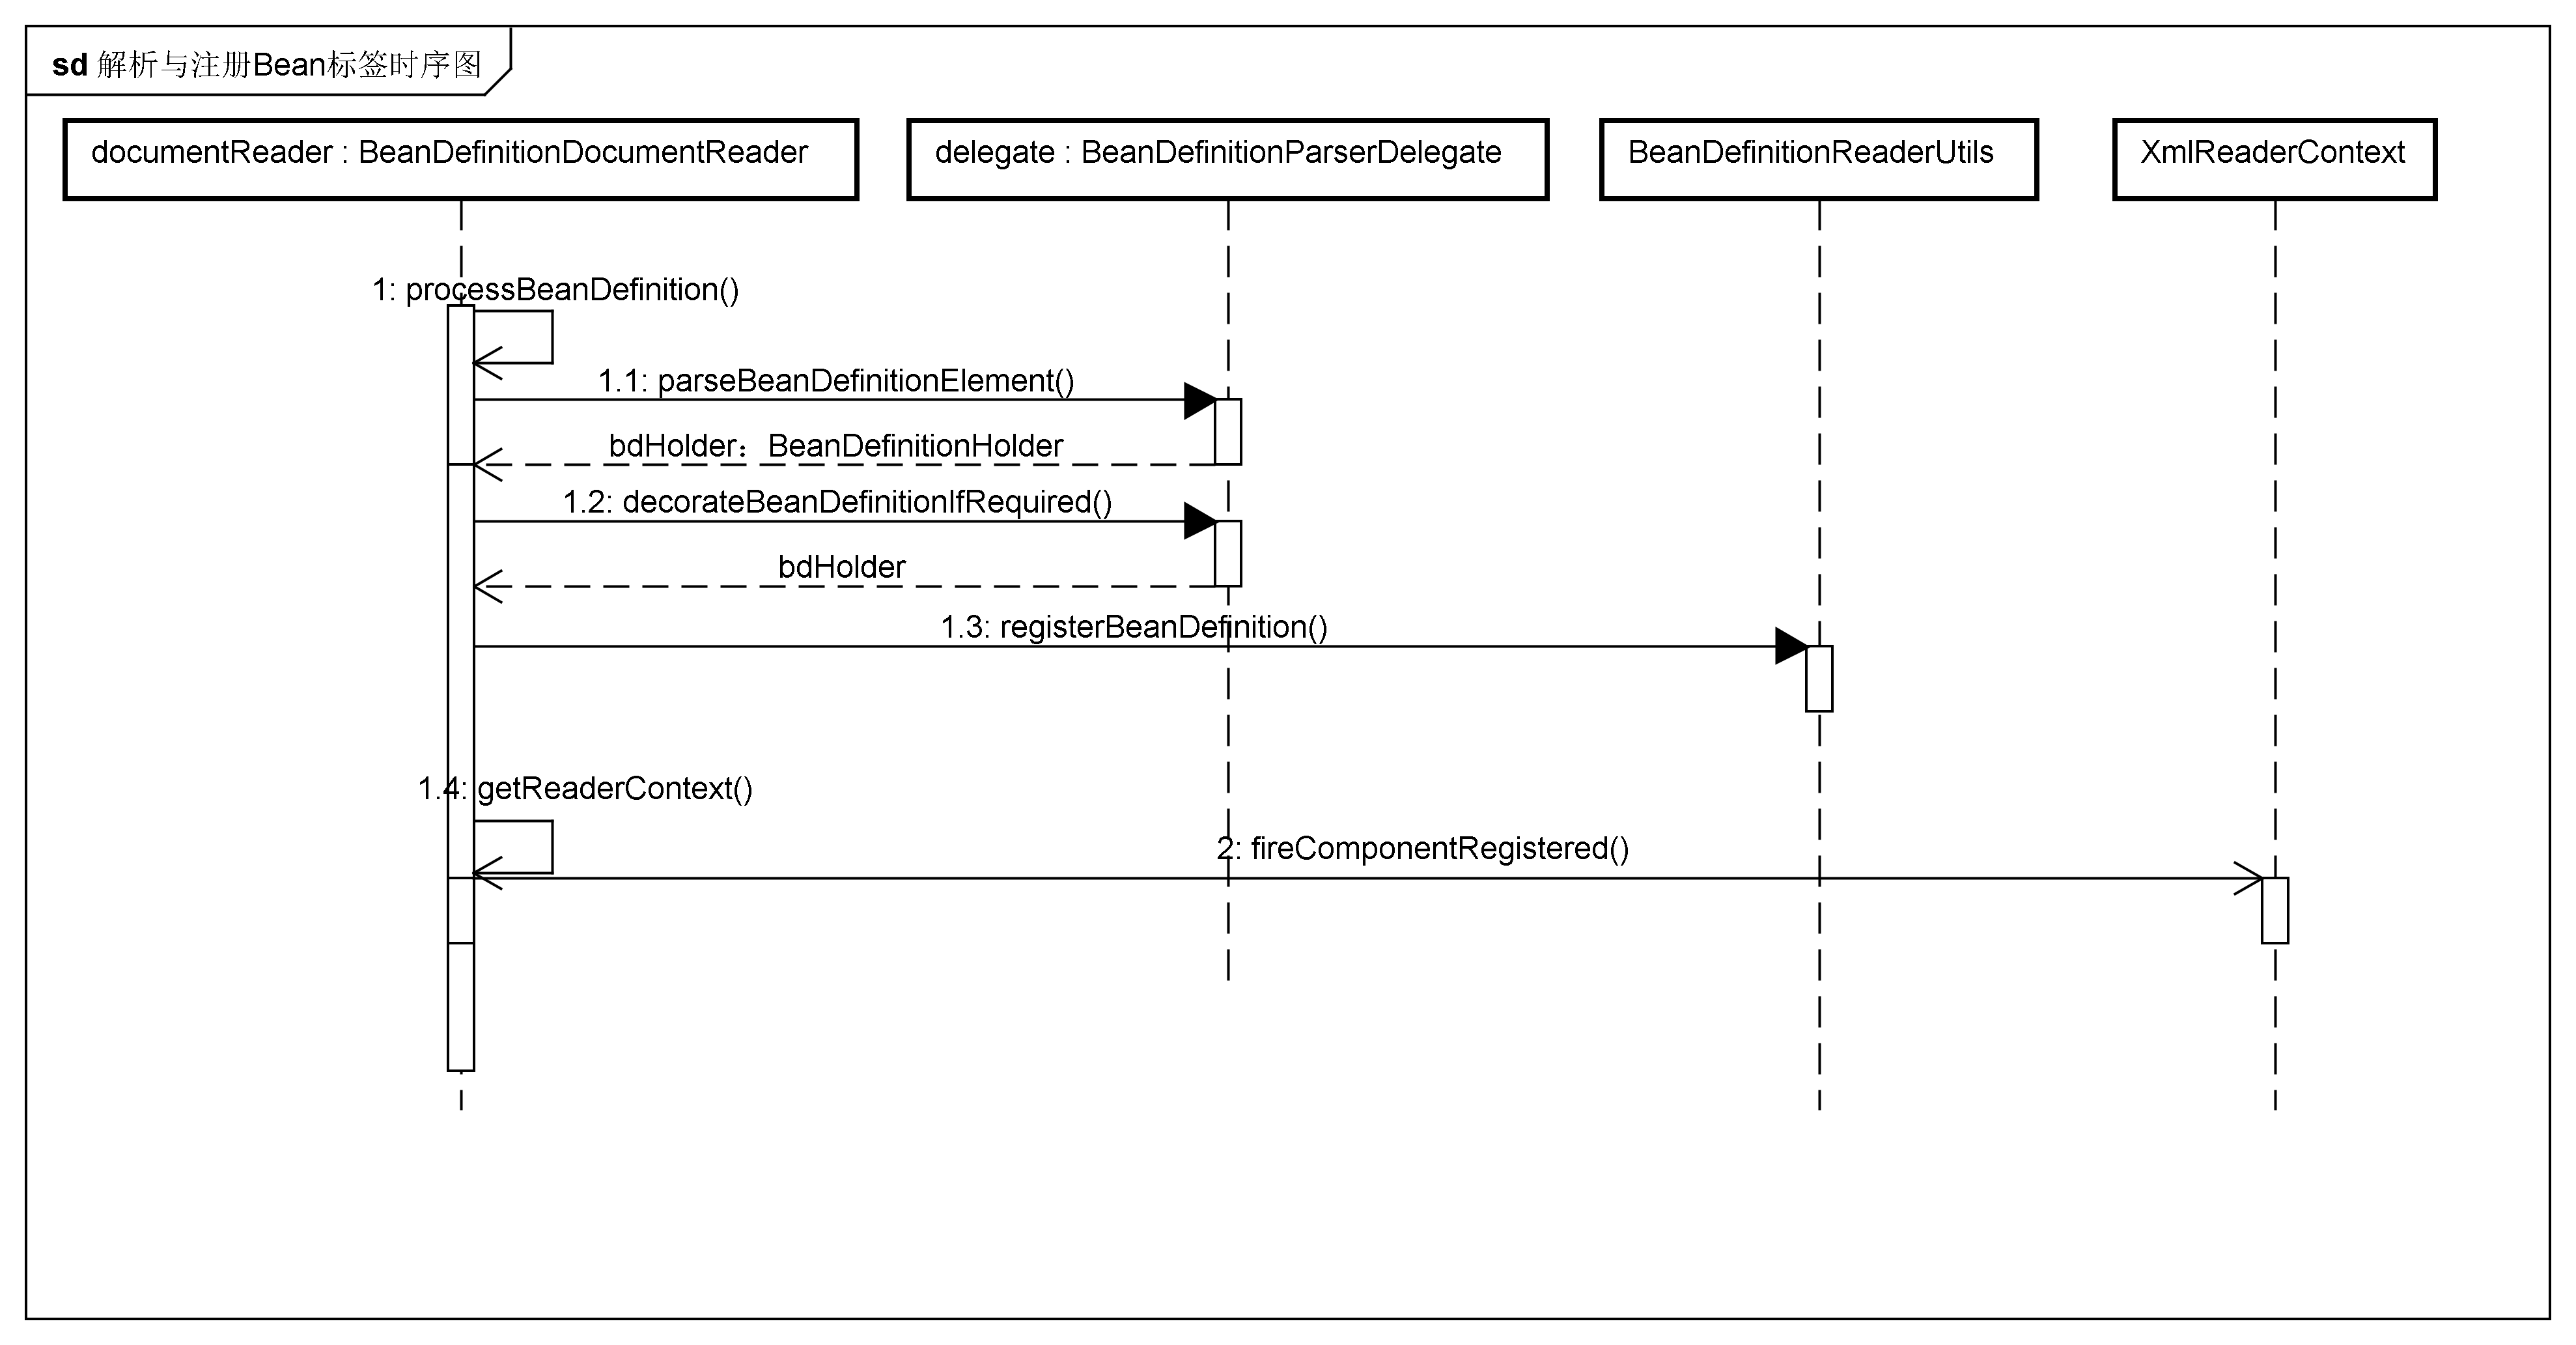 sd 解析与注册Bean标签时序图
documentReader : BeanDefinitionDocumentReader
delegate : BeanDefinitionParserDelegate
BeanDefinitionReaderUtils
XmlReaderContext
1: processBeanDefinition()
1.1: parseBeanDefinitionElement()
bdHolder：BeanDefinitionHolder
1.2: decorateBeanDefinitionIfRequired()
bdHolder
1.3: registerBeanDefinition()
1.4: getReaderContext()
2: fireComponentRegistered()